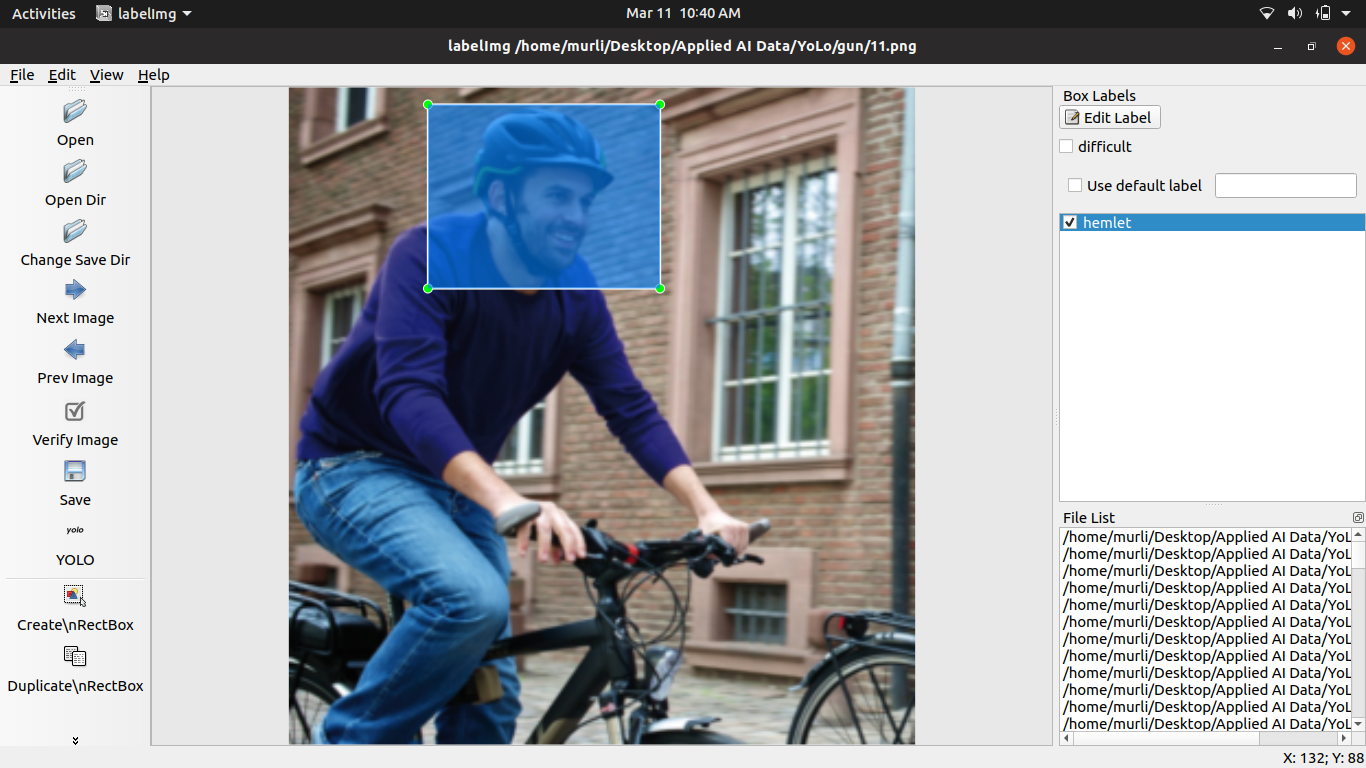 Activities labelImg Mar 11 10:40 AM
labelImg /home/murli/Desktop/Applied AI Data/YoLo/gun/11.png
File Edit View Help
Open
Open Dir
Change Save Dir
Next Image
Prev Image
Verify Image
Save
yolo
YOLO
Create\nRectBox
Duplicate\nRectBox
Box Labels
Edit Label
difficult
Use default label
hemlet
File List
/home/murli/Desktop/Applied AI Data/YoL
/home/murli/Desktop/Applied AI Data/YoL
/home/murli/Desktop/Applied AI Data/YoL
/home/murli/Desktop/Applied AI Data/YoL
/home/murli/Desktop/Applied AI Data/YoL
/home/murli/Desktop/Applied AI Data/YoL
/home/murli/Desktop/Applied AI Data/YoL
/home/murli/Desktop/Applied AI Data/YoL
/home/murli/Desktop/Applied AI Data/YoL
/home/murli/Desktop/Applied AI Data/YoL
/home/murli/Desktop/Applied AI Data/YoL
/home/murli/Desktop/Applied AI Data/YoL
X: 132; Y: 88